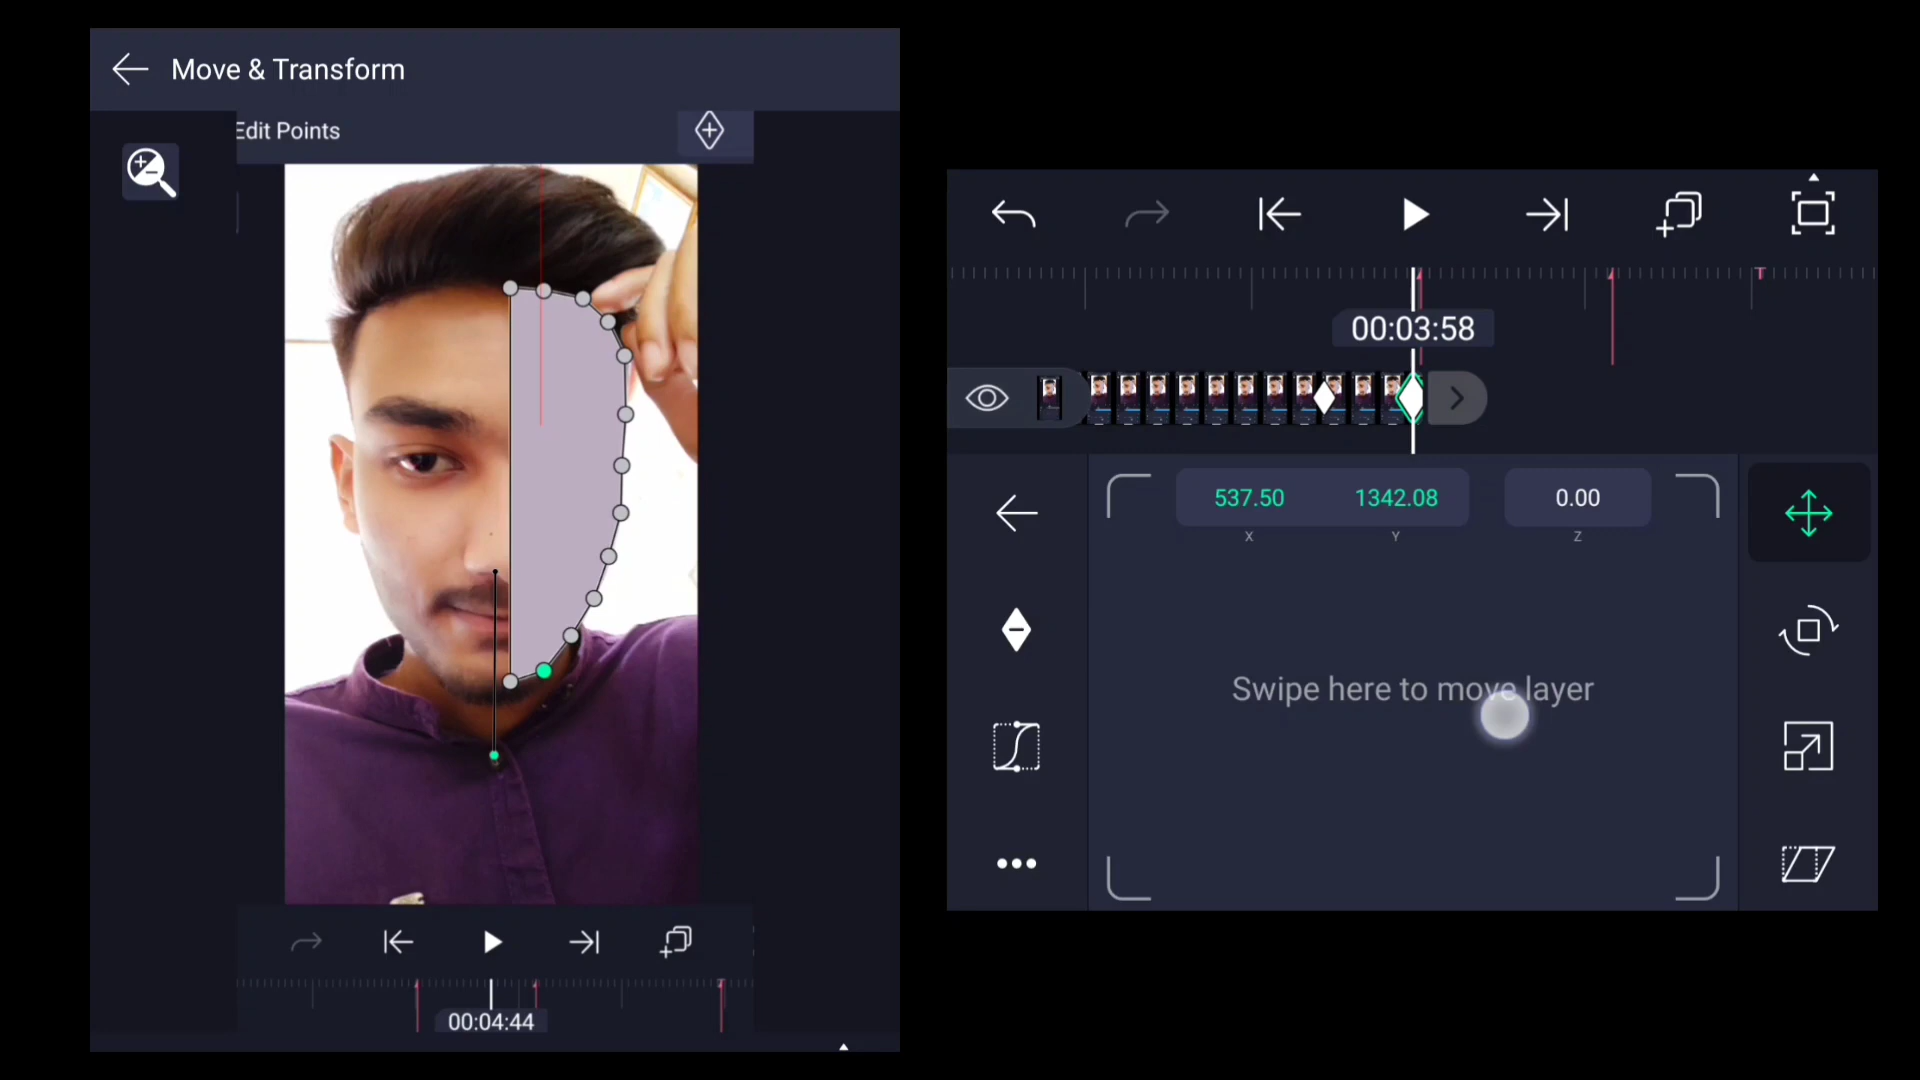 Move & Transform
Edit Points
00:04:44
00:03:58
537.50 1342.08 0.00
X Y Z
Swipe here to move layer